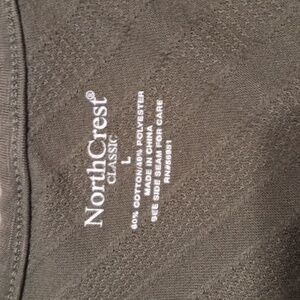 NorthCrest®
CLASSIC
L
60% COTTON/40% POLYESTER
MADE IN CHINA
SEE SIDE SEAM FOR CARE